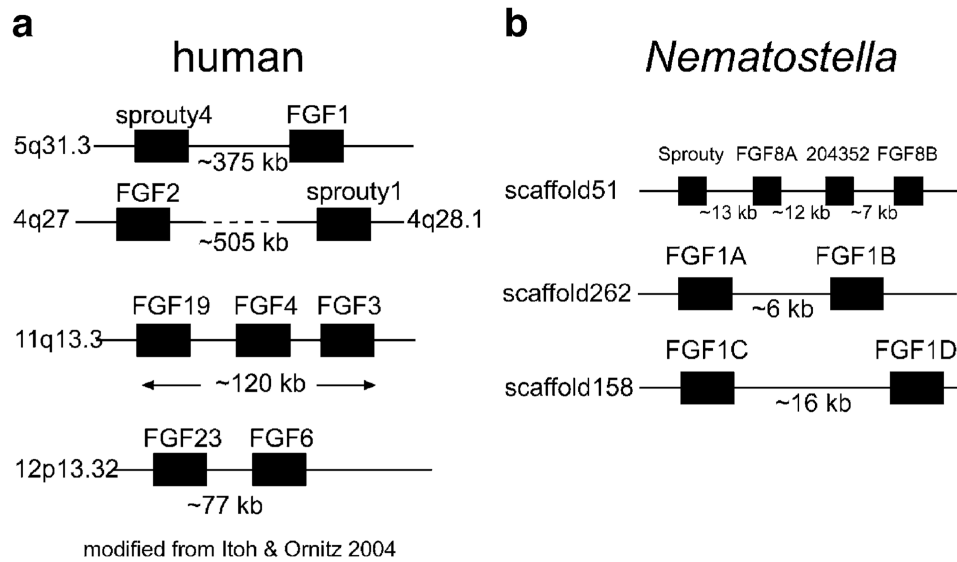 a
human
sprouty4 FGF1
5q31.3
~375 kb
FGF2 sprouty1
4q27 4q28.1
~505 kb
FGF19 FGF4 FGF3
11q13.3
~120 kb
FGF23 FGF6
12p13.32
~77 kb
modified from Itoh & Ornitz 2004
b
Nematostella
Sprouty FGF8A 204352 FGF8B
scaffold51
~13 kb ~12 kb ~7 kb
FGF1A FGF1B
scaffold262
~6 kb
FGF1C FGF1D
scaffold158
~16 kb